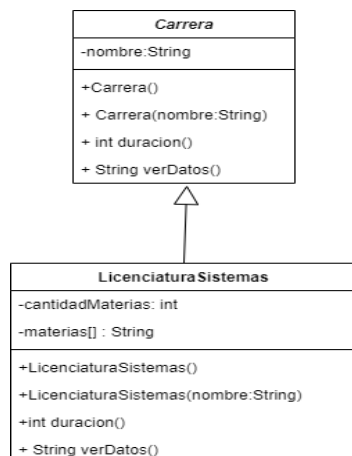 Carrera
-nombre:String
+Carrera()
+ Carrera(nombre:String)
+ int duracion()
+ String verDatos()
LicenciaturaSistemas
-cantidadMaterias: int
-materias[] : String
+LicenciaturaSistemas()
+LicenciaturaSistemas(nombre:String)
+int duracion()
+ String verDatos()